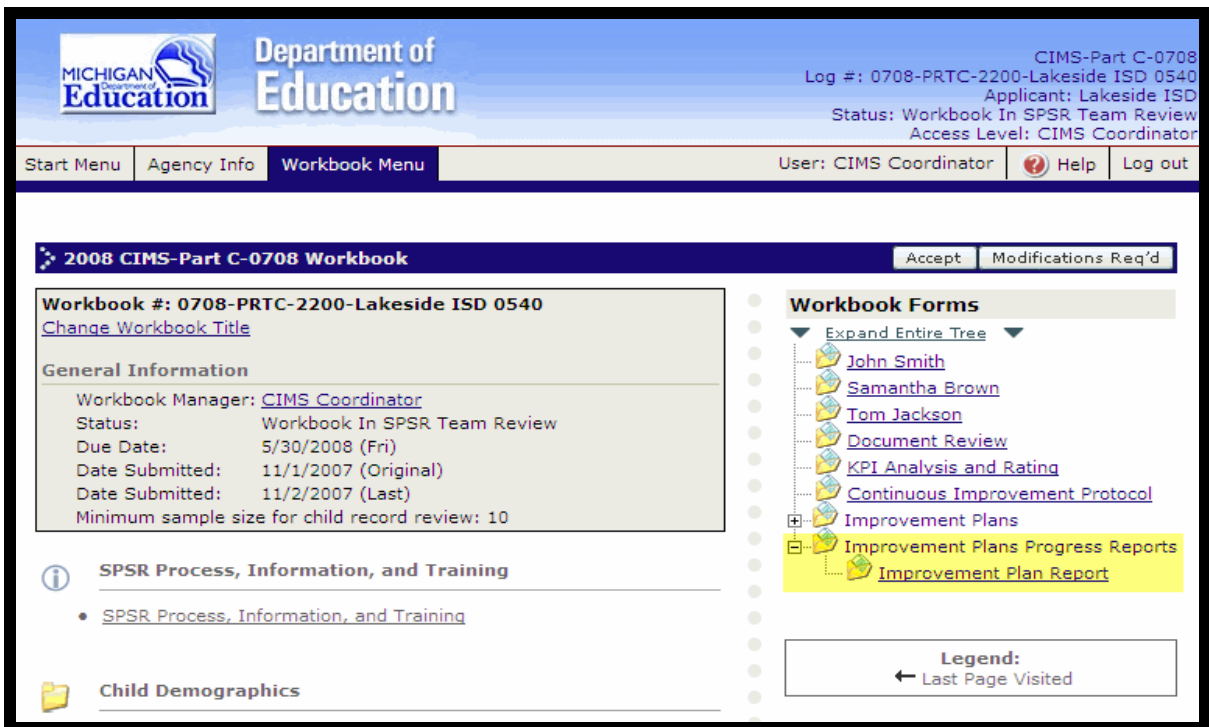 MICHIGAN
Department of
Education
Department of
Education
CIMS-Part C-0708
Log #: 0708-PRTC-2200-Lakeside ISD 0540
Applicant: Lakeside ISD
Status: Workbook In SPSR Team Review
Access Level: CIMS Coordinator
Start Menu Agency Info Workbook Menu User: CIMS Coordinator ? Help Log out
2008 CIMS-Part C-0708 Workbook Accept Modifications Req'd
Workbook #: 0708-PRTC-2200-Lakeside ISD 0540
Change Workbook Title
General Information
Workbook Manager: CIMS Coordinator
Status: Workbook In SPSR Team Review
Due Date: 5/30/2008 (Fri)
Date Submitted: 11/1/2007 (Original)
Date Submitted: 11/2/2007 (Last)
Minimum sample size for child record review: 10
SPSR Process, Information, and Training
• SPSR Process, Information, and Training
Child Demographics
Workbook Forms
Expand Entire Tree
John Smith
Samantha Brown
Tom Jackson
Document Review
KPI Analysis and Rating
Continuous Improvement Protocol
Improvement Plans
Improvement Plans Progress Reports
Improvement Plan Report
Legend:
← Last Page Visited